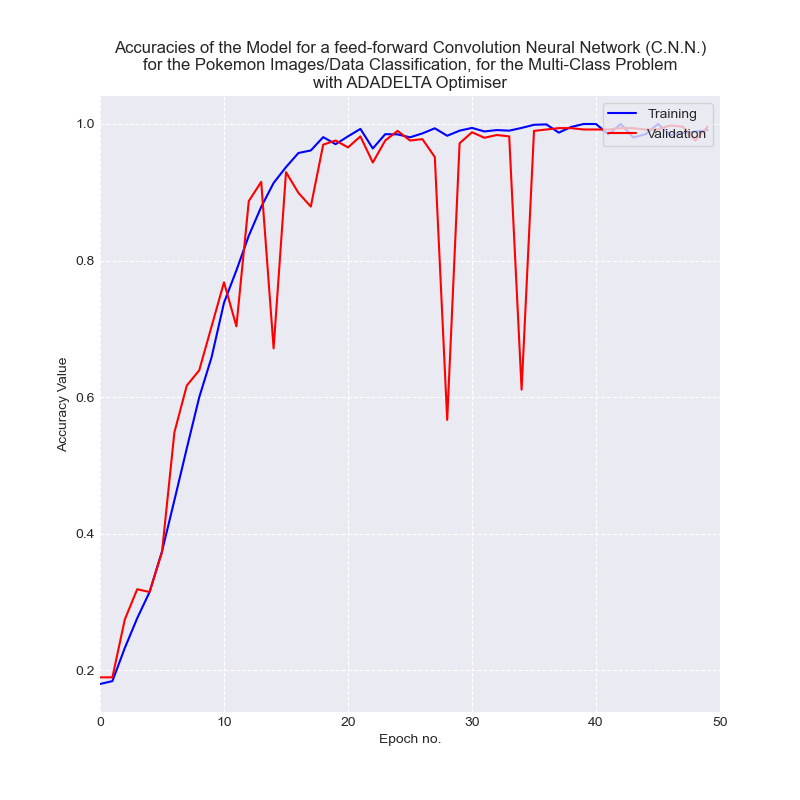 Accuracies of the Model for a feed-forward Convolution Neural Network (C.N.N.)
for the Pokemon Images/Data Classification, for the Multi-Class Problem
with ADADELTA Optimiser
Training
Validation
1.0
0.8
0.6
0.4
0.2
Accuracy Value
0 10 20 30 40 50
Epoch no.